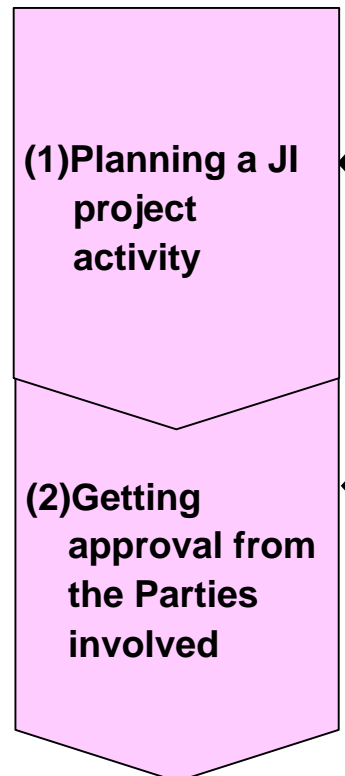 (1)Planning a JI
project
activity
(2)Getting
approval from
the Parties
involved